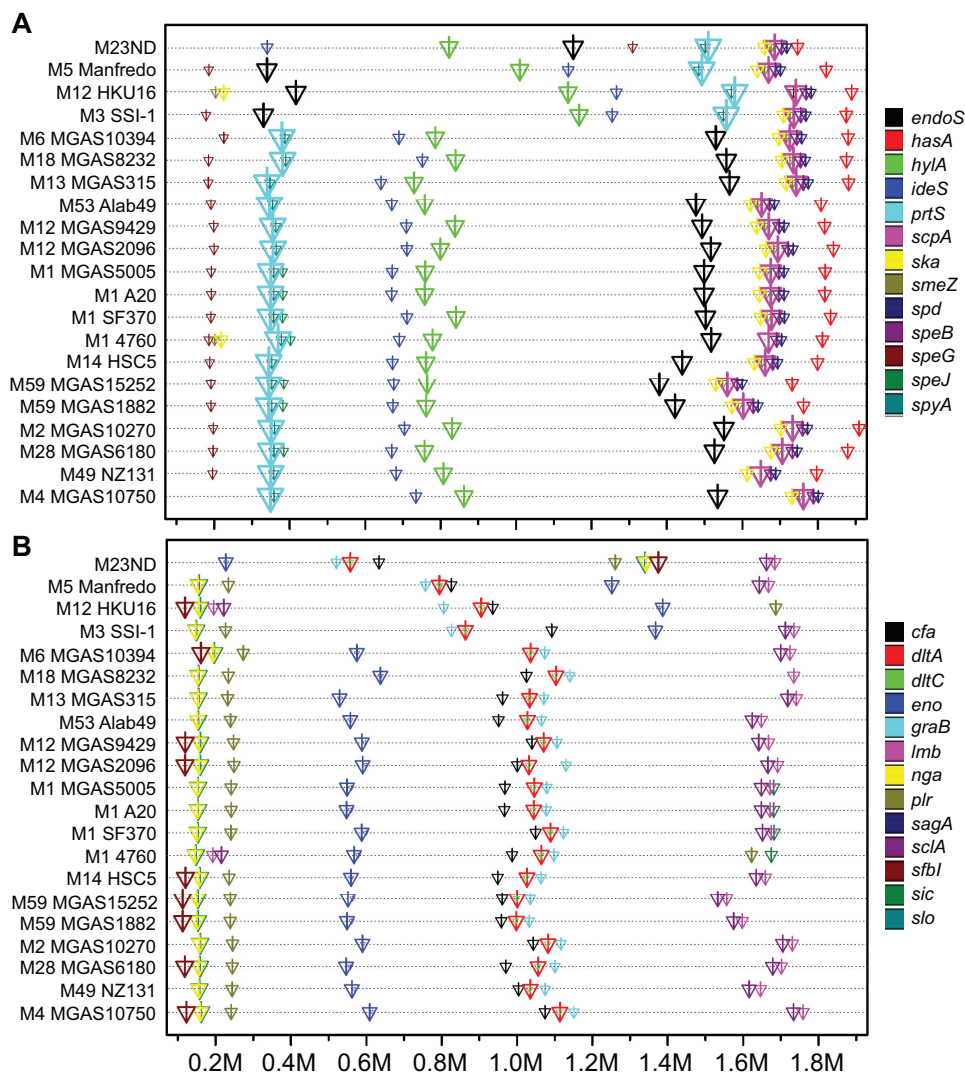 A
M23ND
M5 Manfredo
M12 HKU16
M3 SSI-1
M6 MGAS10394
M18 MGAS8232
M13 MGAS315
M53 Alab49
M12 MGAS9429
M12 MGAS2096
M1 MGAS5005
M1 A20
M1 SF370
M1 4760
M14 HSC5
M59 MGAS15252
M59 MGAS1882
M2 MGAS10270
M28 MGAS6180
M49 NZ131
M4 MGAS10750
endoS
hasA
hylA
ideS
prtS
scpA
ska
smeZ
spd
speB
speG
speJ
spyA
B
M23ND
M5 Manfredo
M12 HKU16
M3 SSI-1
M6 MGAS10394
M18 MGAS8232
M13 MGAS315
M53 Alab49
M12 MGAS9429
M12 MGAS2096
M1 MGAS5005
M1 A20
M1 SF370
M1 4760
M14 HSC5
M59 MGAS15252
M59 MGAS1882
M2 MGAS10270
M28 MGAS6180
M49 NZ131
M4 MGAS10750
cfa
dltA
dltC
eno
graB
lmb
nga
plr
sagA
sclA
sfbI
sic
slo
0.2M 0.4M 0.6M 0.8M 1.0M 1.2M 1.4M 1.6M 1.8M